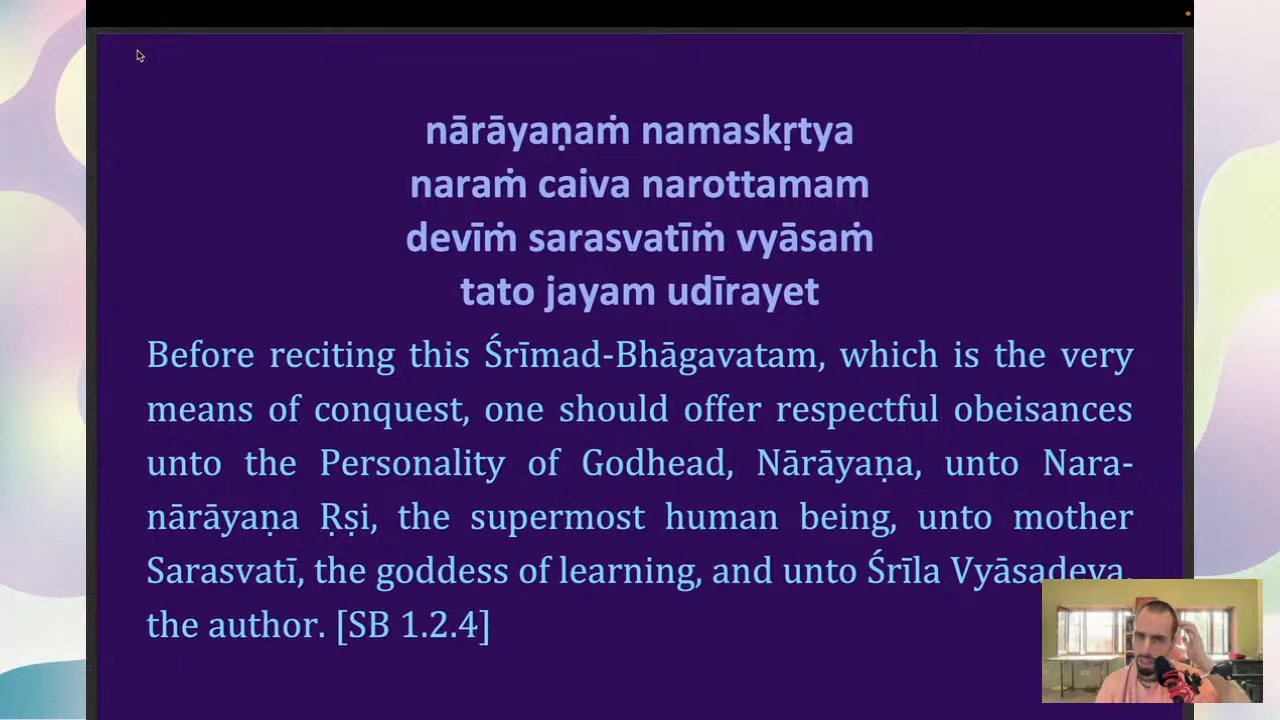 nārāyaṇaṁ namaskṛtya
naraṁ caiva narottamam
devīṁ sarasvatīṁ vyāsaṁ
tato jayam udīrayet
Before reciting this Śrīmad-Bhāgavatam, which is the very
means of conquest, one should offer respectful obeisances
unto the Personality of Godhead, Nārāyaṇa, unto Nara-
nārāyaṇa Ṛṣi, the supermost human being, unto mother
Sarasvatī, the goddess of learning, and unto Śrīla Vyāsadeva,
the author. [SB 1.2.4]